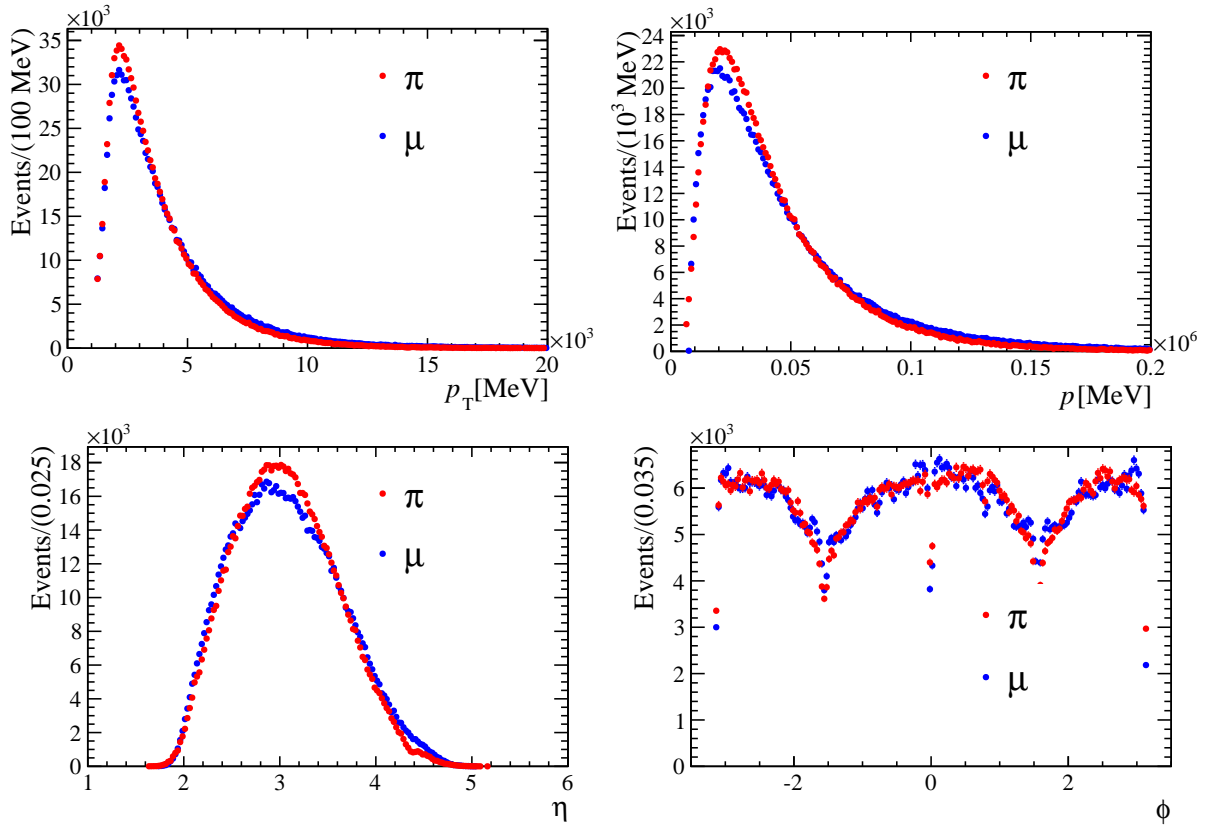 ×10³
Events/(100 MeV)
35
30
25
20
15
10
5
0
π
μ
0 5 10 15 20
×10³
p_T [MeV]
×10³
Events/(10³ MeV)
24
22
20
18
16
14
12
10
8
6
4
2
0
π
μ
0 0.05 0.1 0.15 0.2
×10⁶
p [MeV]
×10³
Events/(0.025)
18
16
14
12
10
8
6
4
2
0
π
μ
1 2 3 4 5 6
η
×10³
Events/(0.035)
6
5
4
3
2
1
0
π
μ
-2 0 2
ϕ